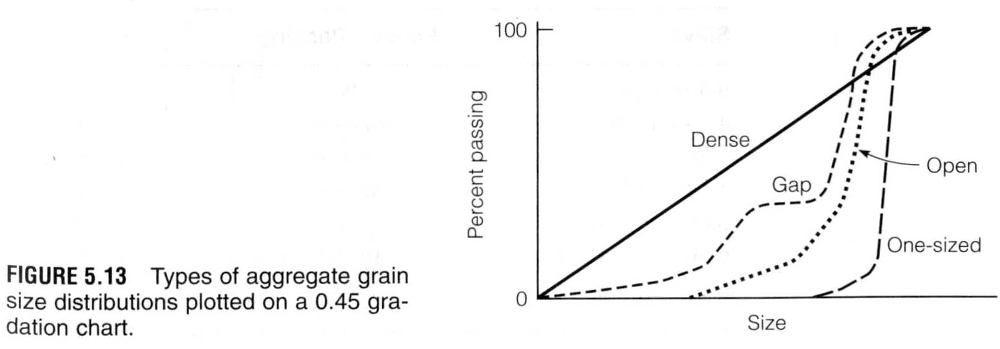 100
Percent passing
Dense
Gap
Open
One-sized
0
Size
FIGURE 5.13 Types of aggregate grain
size distributions plotted on a 0.45 gra-
dation chart.